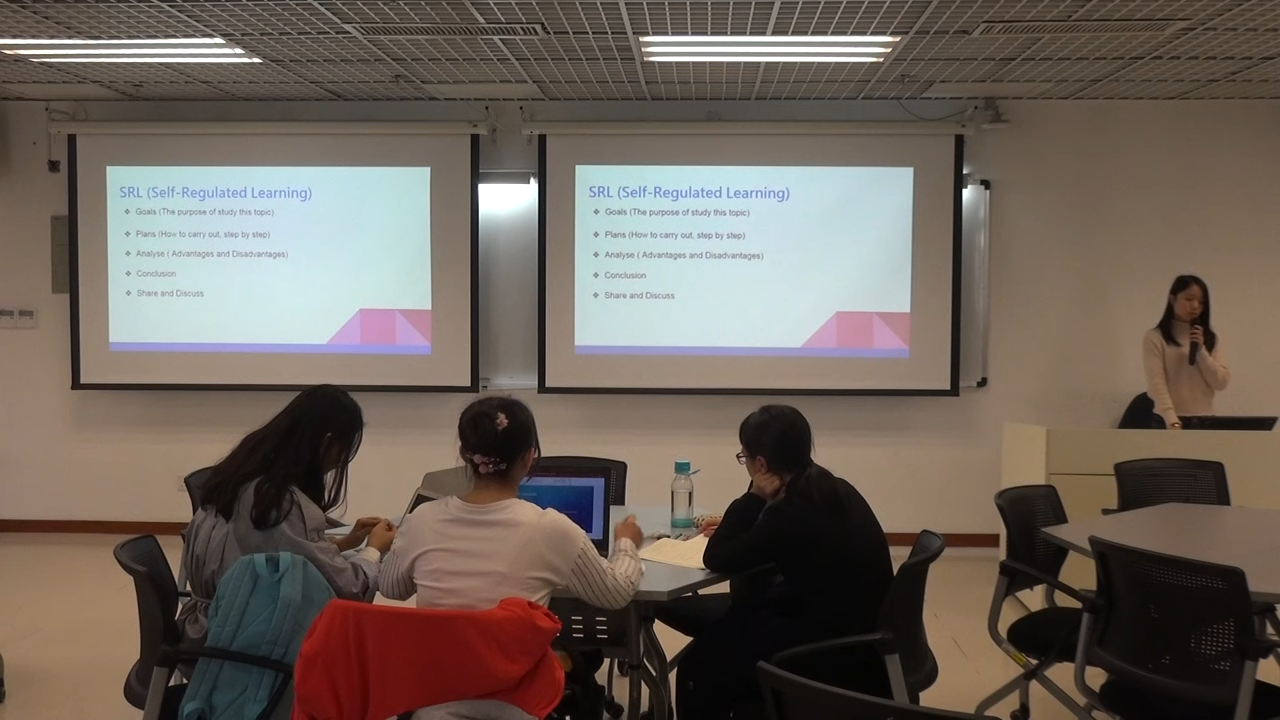 SRL (Self-Regulated Learning)
❖ Goals (The purpose of study this topic)
❖ Plans (How to carry out, step by step)
❖ Analyse ( Advantages and Disadvantages)
❖ Conclusion
❖ Share and Discuss
SRL (Self-Regulated Learning)
❖ Goals (The purpose of study this topic)
❖ Plans (How to carry out, step by step)
❖ Analyse ( Advantages and Disadvantages)
❖ Conclusion
❖ Share and Discuss